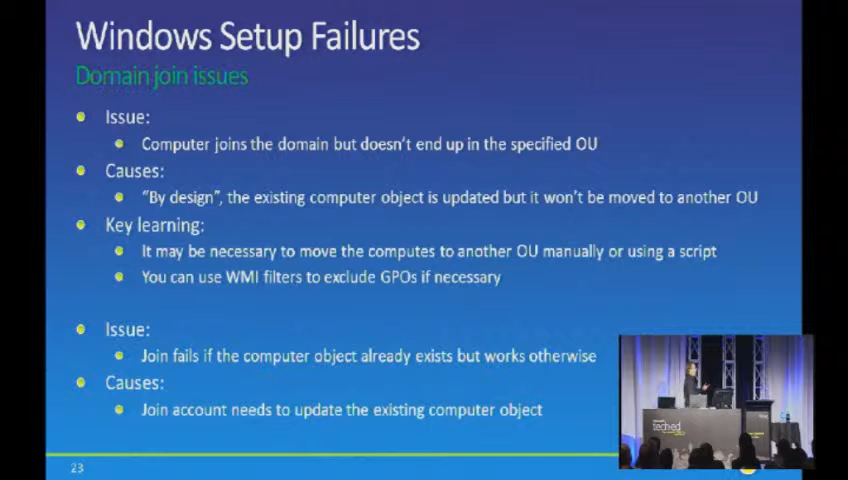 Windows Setup Failures
Domain join issues
Issue:
Computer joins the domain but doesn't end up in the specified OU
Causes:
"By design", the existing computer object is updated but it won't be moved to another OU
Key learning:
It may be necessary to move the computes to another OU manually or using a script
You can use WMI filters to exclude GPOs if necessary
Issue:
Join fails if the computer object already exists but works otherwise
Causes:
Join account needs to update the existing computer object
teched
23